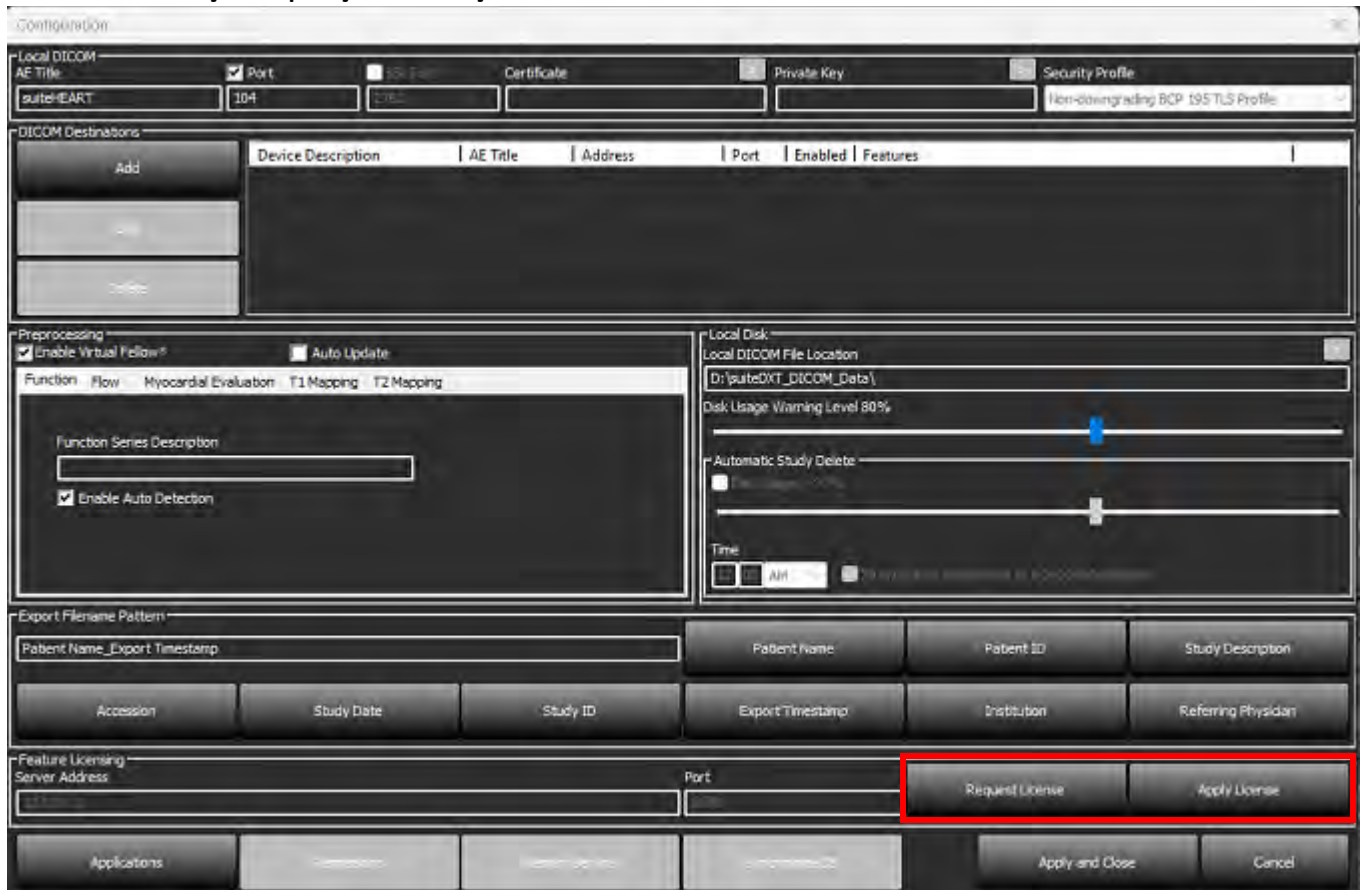 Configuration
Local DICOM
AE Title Port Certificate Private Key Security Profile
suiteHEART 104 Non-downgrading BCP 195 TLS Profile
DICOM Destinations
Add Device Description AE Title Address Port Enabled Features
Delete
Preprocessing
Enable Virtual Fellow® Auto Update
Function Flow Myocardial Evaluation T1 Mapping T2 Mapping
Function Series Description
Enable Auto Detection
Local Disk
Local DICOM File Location
D:\suiteDXT_DICOM_Data\
Disk Usage Warning Level 80%
Automatic Study Delete
Time
AM
Export Filename Pattern
Patient Name_Export Timestamp Patient Name Patient ID Study Description
Accession Study Date Study ID Export Timestamp Institution Referring Physician
Feature Licensing
Server Address Port
Request License Apply License
Applications Apply and Close Cancel